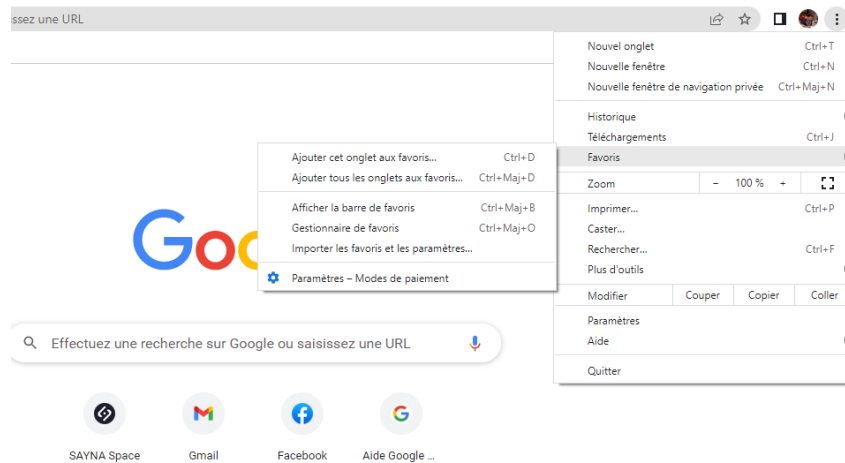 ssez une URL
Nouvel onglet Ctrl+T
Nouvelle fenêtre Ctrl+N
Nouvelle fenêtre de navigation privée Ctrl+Maj+N
Historique
Téléchargements Ctrl+J
Favoris
Zoom - 100 % +
Imprimer... Ctrl+P
Caster...
Rechercher... Ctrl+F
Plus d'outils
Modifier Couper Copier Coller
Paramètres
Aide
Quitter
Ajouter cet onglet aux favoris... Ctrl+D
Ajouter tous les onglets aux favoris... Ctrl+Maj+D
Afficher la barre de favoris Ctrl+Maj+B
Gestionnaire de favoris Ctrl+Maj+O
Importer les favoris et les paramètres...
Paramètres – Modes de paiement
Goo
Effectuez une recherche sur Google ou saisissez une URL
SAYNA Space Gmail Facebook Aide Google ...